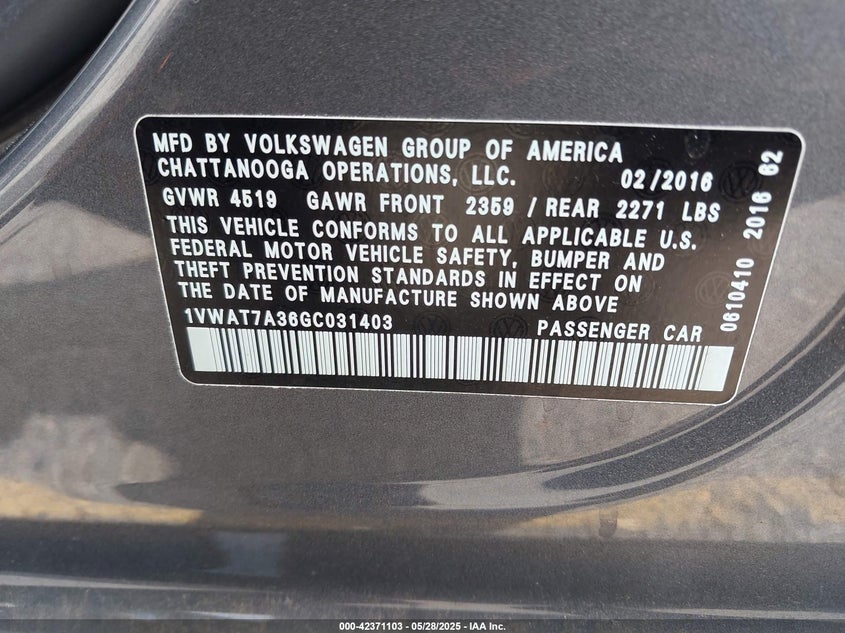 MFD BY VOLKSWAGEN GROUP OF AMERICA
CHATTANOOGA OPERATIONS, LLC. 02/2016
GVWR 4519 GAWR FRONT 2359 / REAR 2271 LBS
THIS VEHICLE CONFORMS TO ALL APPLICABLE U.S.
FEDERAL MOTOR VEHICLE SAFETY, BUMPER AND
THEFT PREVENTION STANDARDS IN EFFECT ON
THE DATE OF MANUFACTURE SHOWN ABOVE
1VWAT7A36GC031403 PASSENGER CAR
0610410 2016 62
000-42371103 — 05/28/2025 — IAA Inc.